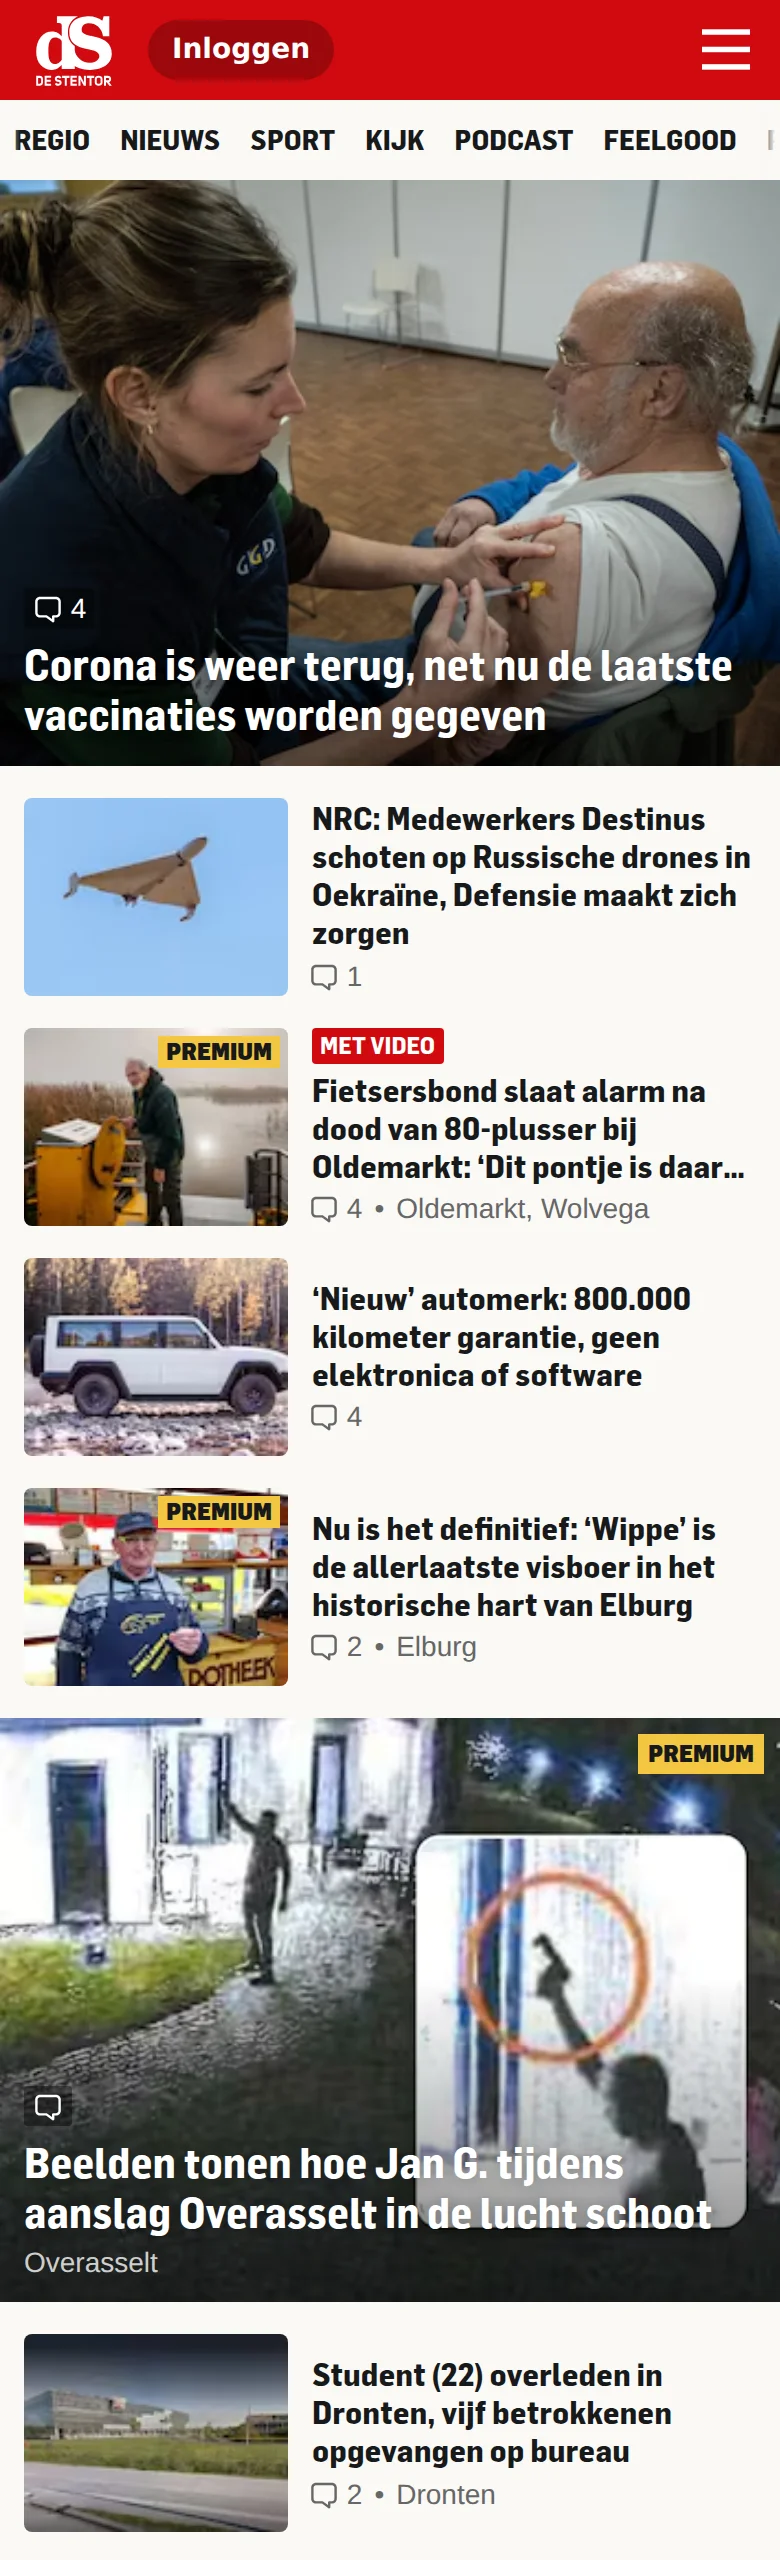 dS
DE STENTOR
Inloggen
REGIO NIEUWS SPORT KIJK PODCAST FEELGOOD
GGD
4
Corona is weer terug, net nu de laatste
vaccinaties worden gegeven
NRC: Medewerkers Destinus
schoten op Russische drones in
Oekraïne, Defensie maakt zich
zorgen
1
PREMIUM
MET VIDEO
Fietsersbond slaat alarm na
dood van 80-plusser bij
Oldemarkt: ‘Dit pontje is daar...
4 • Oldemarkt, Wolvega
‘Nieuw’ automerk: 800.000
kilometer garantie, geen
elektronica of software
4
PREMIUM
Nu is het definitief: ‘Wippe’ is
de allerlaatste visboer in het
historische hart van Elburg
2 • Elburg
DOTHEEK
PREMIUM
Beelden tonen hoe Jan G. tijdens
aanslag Overasselt in de lucht schoot
Overasselt
Student (22) overleden in
Dronten, vijf betrokkenen
opgevangen op bureau
2 • Dronten